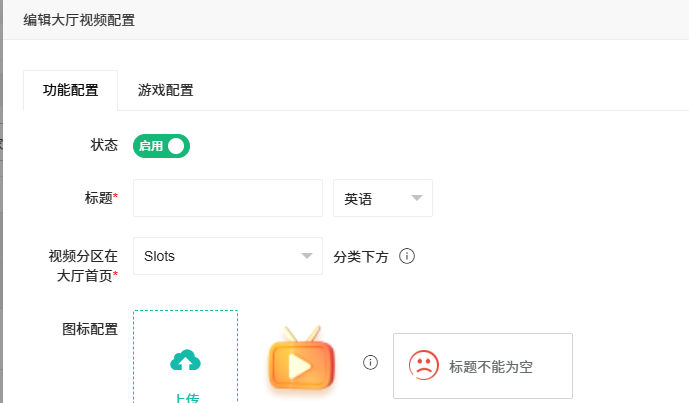 编辑大厅视频配置
功能配置 游戏配置
状态 启用
标题* 英语
视频分区在
大厅首页* Slots 分类下方
图标配置
标题不能为空
上传